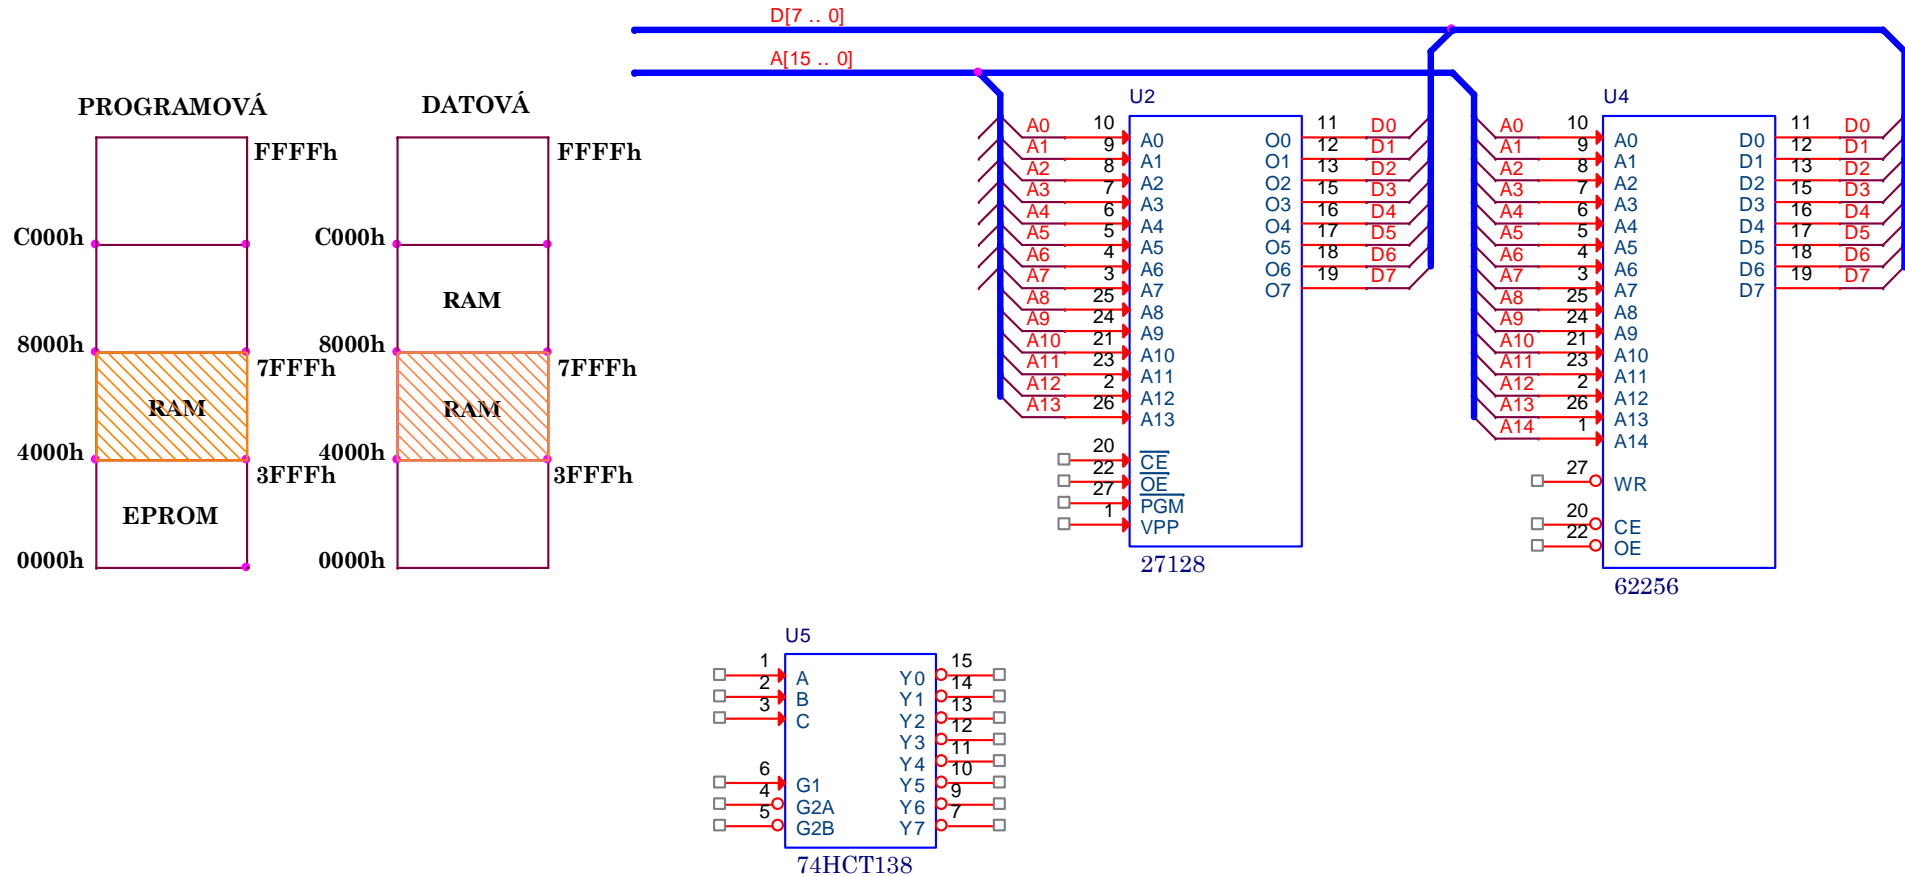 D[7 .. 0]
A[15 .. 0]
PROGRAMOVÁ
FFFFh
C000h
8000h
7FFFh
RAM
4000h
3FFFh
EPROM
0000h
DATOVÁ
FFFFh
C000h
RAM
8000h
7FFFh
RAM
4000h
3FFFh
0000h
U2
A0 10 A0 O0 11 D0
A1 9 A1 O1 12 D1
A2 8 A2 O2 13 D2
A3 7 A3 O3 15 D3
A4 6 A4 O4 16 D4
A5 5 A5 O5 17 D5
A6 4 A6 O6 18 D6
A7 3 A7 O7 19 D7
A8 25 A8
A9 24 A9
A10 21 A10
A11 23 A11
A12 2 A12
A13 26 A13
20 CE
22 OE
27 PGM
1 VPP
27128
U4
A0 10 A0 D0 11 D0
A1 9 A1 D1 12 D1
A2 8 A2 D2 13 D2
A3 7 A3 D3 15 D3
A4 6 A4 D4 16 D4
A5 5 A5 D5 17 D5
A6 4 A6 D6 18 D6
A7 3 A7 D7 19 D7
A8 25 A8
A9 24 A9
A10 21 A10
A11 23 A11
A12 2 A12
A13 26 A13
A14 1 A14
27 WR
20 CE
22 OE
62256
U5
1 A Y0 15
2 B Y1 14
3 C Y2 13
Y3 12
Y4 11
6 G1 Y5 10
4 G2A Y6 9
5 G2B Y7 7
74HCT138